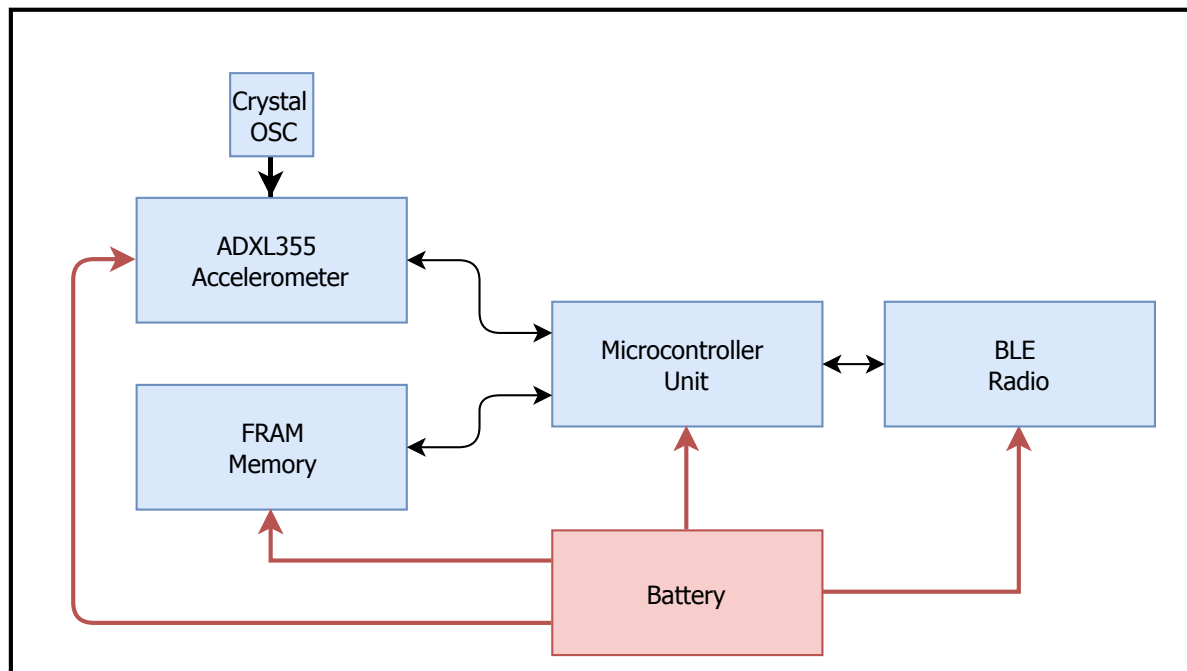 Crystal
OSC
ADXL355
Accelerometer
Microcontroller
Unit
BLE
Radio
FRAM
Memory
Battery